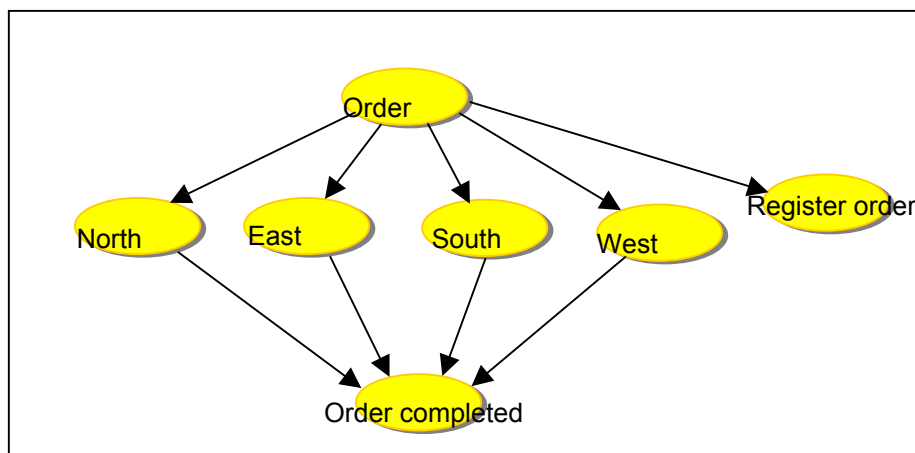 Order
North
East
South
West
Register order
Order completed